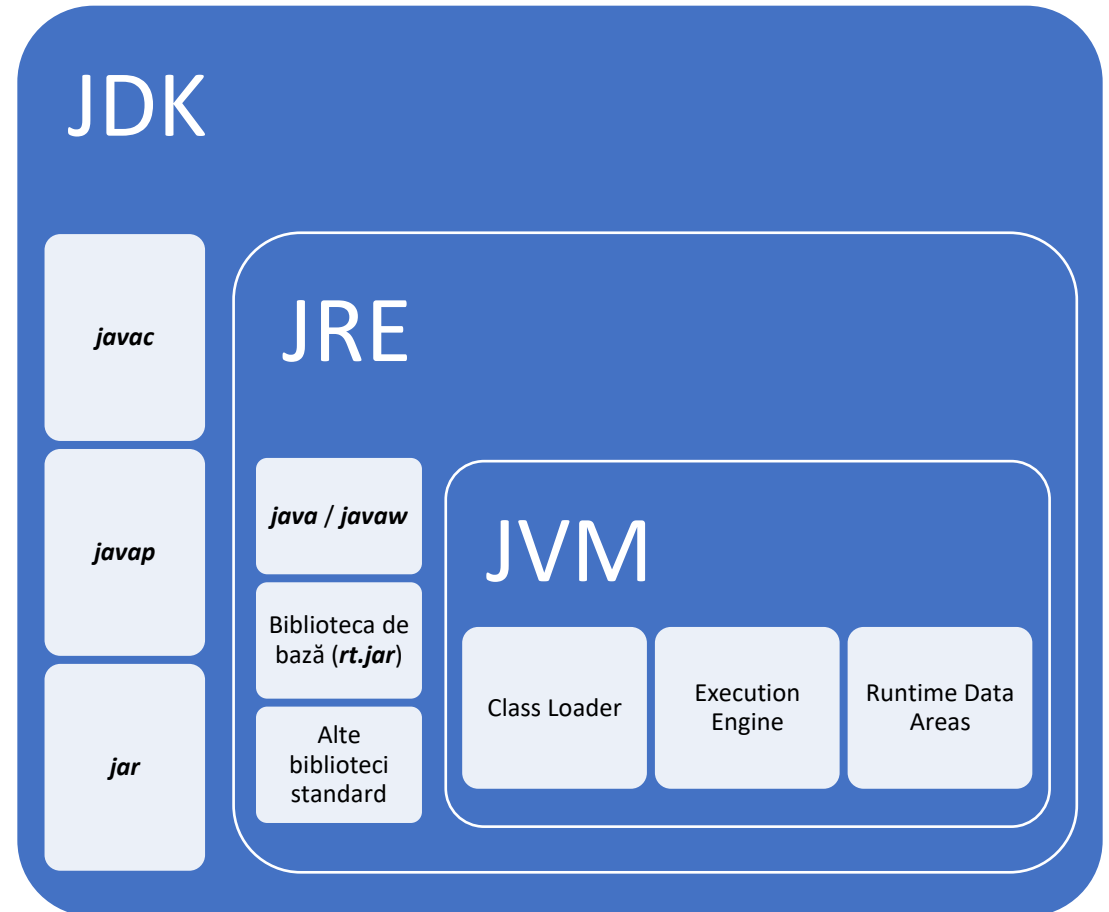 JDK
javac
javap
jar
JRE
java / javaw
Biblioteca de
bază (rt.jar)
Alte
biblioteci
standard
JVM
Class Loader
Execution
Engine
Runtime Data
Areas